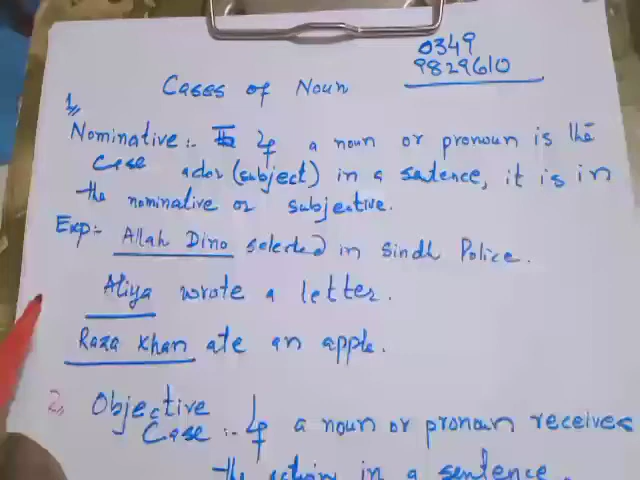 0349
9829610
Cases of Noun
1,
Nominative:- If a noun or pronoun is the
Case actor (subject) in a sentence, it is in
the nominative or subjective.
Exp:- Allah Dino selected in Sindh Police.
Aliya wrote a letter.
Raza Khan ate an apple.
2, Objective
Case :- If a noun or pronoun receives
the action in a sentence.